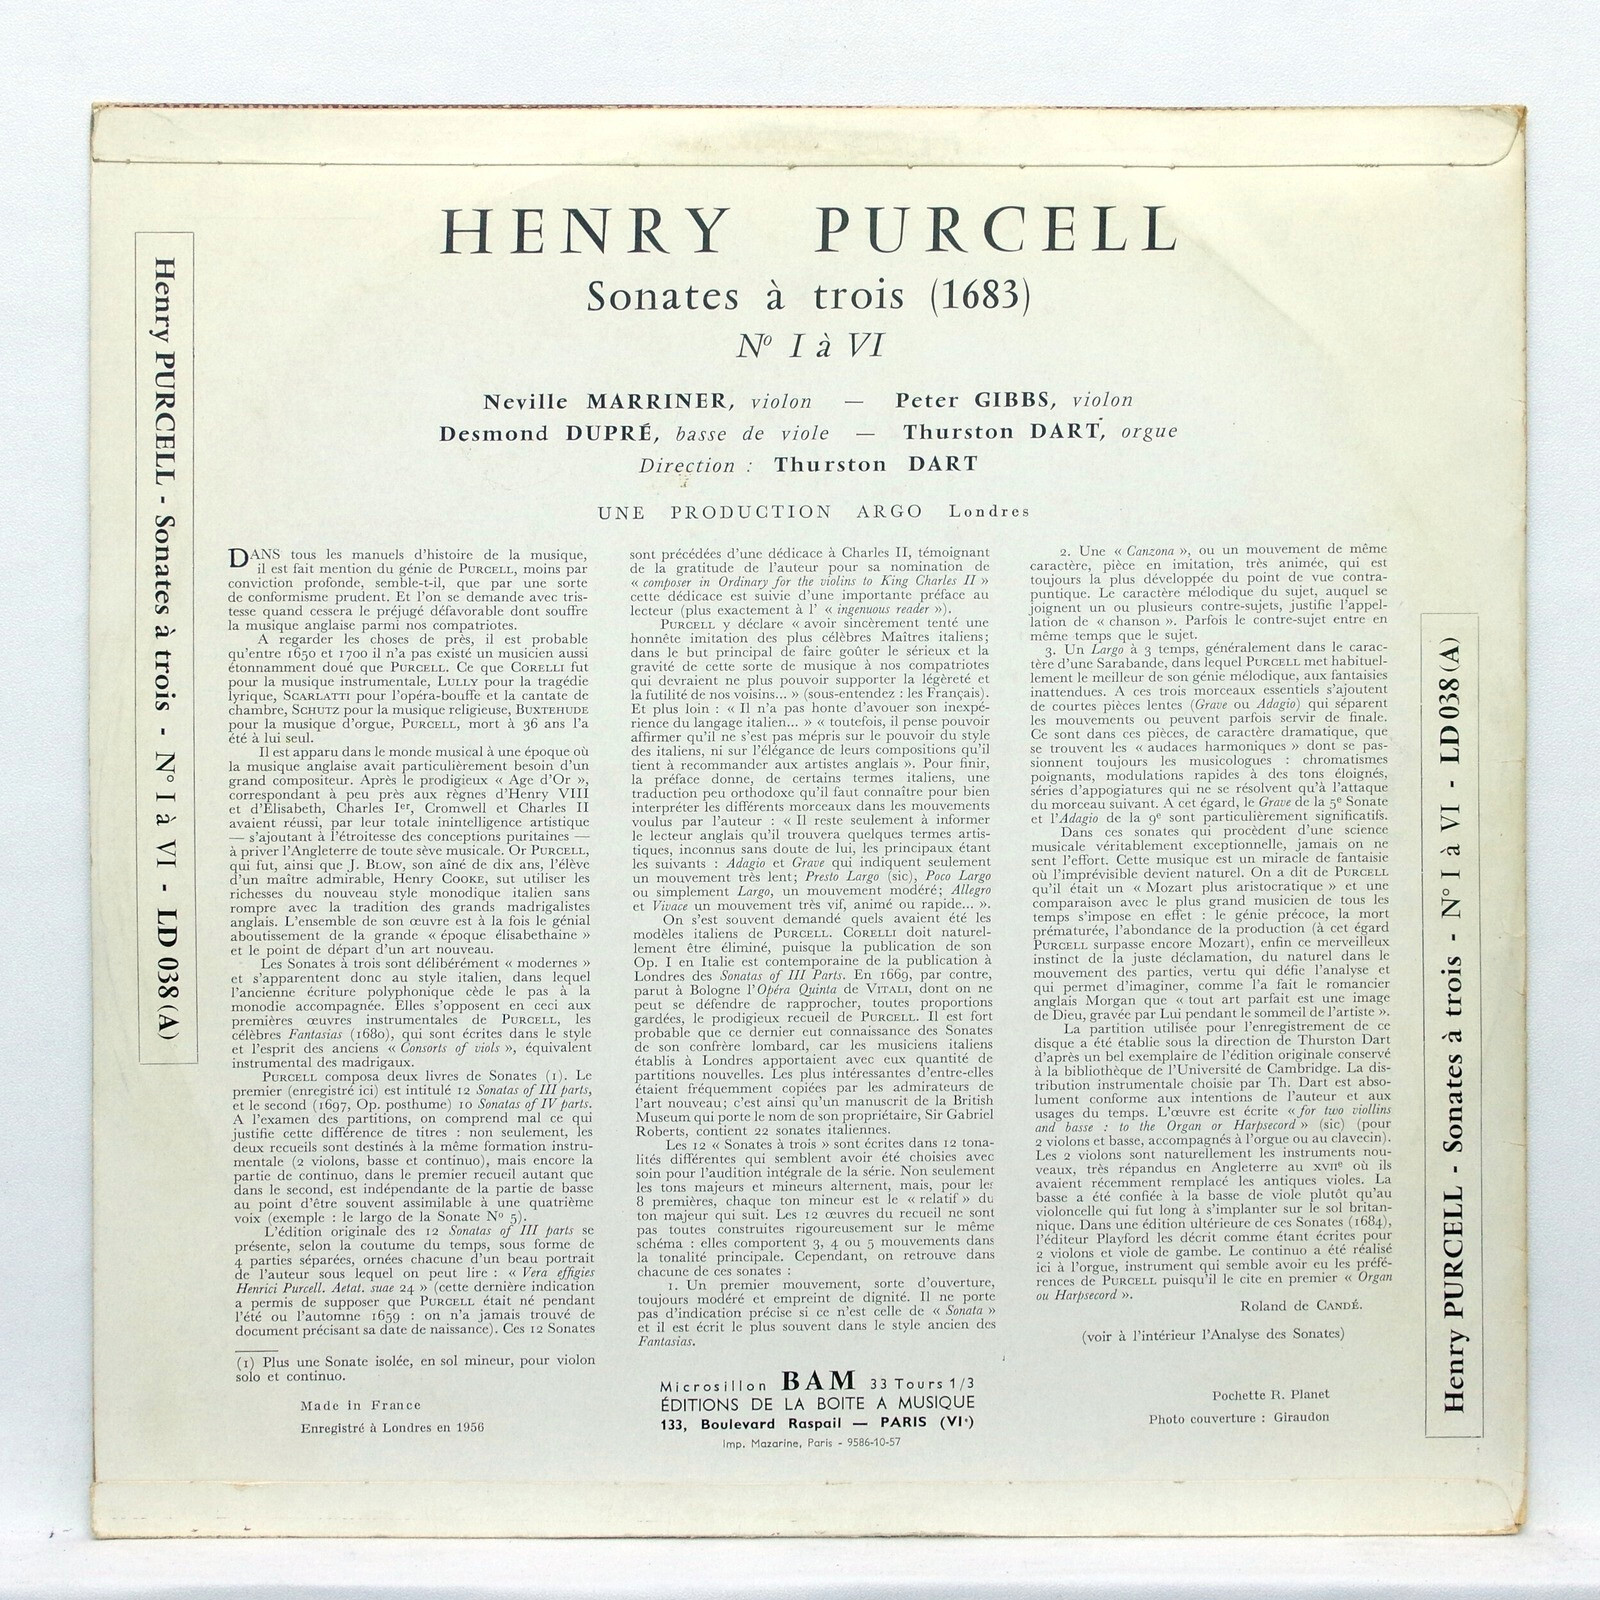 HENRY PURCELL
Sonates à trois (1683)
Nº I à VI
Neville MARRINER, violon — Peter GIBBS, violon
Desmond DUPRÉ, basse de viole — Thurston DART, orgue
Direction : Thurston DART
UNE PRODUCTION ARGO Londres
Henry PURCELL - Sonates à trois - Nº I à VI - LD 038 (A)
DANS tous les manuels d'histoire de la musique,
il est fait mention du génie de PURCELL, moins par
conviction profonde, semble-t-il, que par une sorte
de conformisme prudent. Et l'on se demande avec tris-
tesse quand cessera le préjugé défavorable dont souffre
la musique anglaise parmi nos compatriotes.
A regarder les choses de près, il est probable
qu'entre 1650 et 1700 il n'a pas existé un musicien aussi
étonnamment doué que PURCELL. Ce que CORELLI fut
pour la musique instrumentale, LULLY pour la tragédie
lyrique, SCARLATTI pour l'opéra-bouffe et la cantate de
chambre, SCHUTZ pour la musique religieuse, BUXTEHUDE
pour la musique d'orgue, PURCELL, mort à 36 ans l'a
été à lui seul.
Il est apparu dans le monde musical à une époque où
la musique anglaise avait particulièrement besoin d'un
grand compositeur. Après le prodigieux « Age d'Or »,
correspondant à peu près aux règnes d'Henry VIII
et d'Élisabeth, Charles Ier, Cromwell et Charles II
avaient réussi, par leur totale inintelligence artistique
— s'ajoutant à l'étroitesse des conceptions puritaines —
à priver l'Angleterre de toute sève musicale. Or PURCELL,
qui fut, ainsi que J. BLOW, son aîné de dix ans, l'élève
d'un maître admirable, Henry COOKE, sut utiliser les
richesses du nouveau style monodique italien sans
rompre avec la tradition des grands madrigalistes
anglais. L'ensemble de son œuvre est à la fois le génial
aboutissement de la grande « époque élisabethaine »
et le point de départ d'un art nouveau.
Les Sonates à trois sont délibérément « modernes »
et s'apparentent donc au style italien, dans lequel
l'ancienne écriture polyphonique cède le pas à la
monodie accompagnée. Elles s'opposent en ceci aux
premières œuvres instrumentales de PURCELL, les
célèbres Fantasias (1680), qui sont écrites dans le style
et l'esprit des anciens « Consorts of viols », équivalent
instrumental des madrigaux.
PURCELL composa deux livres de Sonates (1). Le
premier (enregistré ici) est intitulé 12 Sonatas of III parts,
et le second (1697, Op. posthume) 10 Sonatas of IV parts.
A l'examen des partitions, on comprend mal ce qui
justifie cette différence de titres : non seulement, les
deux recueils sont destinés à la même formation instru-
mentale (2 violons, basse et continuo), mais encore la
partie de continuo, dans le premier recueil autant que
dans le second, est indépendante de la partie de basse
au point d'être souvent assimilable à une quatrième
voix (exemple : le largo de la Sonate Nº 5).
L'édition originale des 12 Sonatas of III parts se
présente, selon la coutume du temps, sous forme de
4 parties séparées, ornées chacune d'un beau portrait
de l'auteur sous lequel on peut lire : « Vera effigies
Henrici Purcell. Aetat. suae 24 » (cette dernière indication
a permis de supposer que PURCELL était né pendant
l'été ou l'automne 1659 : on n'a jamais trouvé de
document précisant sa date de naissance). Ces 12 Sonates
(1) Plus une Sonate isolée, en sol mineur, pour violon
solo et continuo.
Made in France
Enregistré à Londres en 1956
sont précédées d'une dédicace à Charles II, témoignant
de la gratitude de l'auteur pour sa nomination de
« composer in Ordinary for the violins to King Charles II »
cette dédicace est suivie d'une importante préface au
lecteur (plus exactement à l' « ingenuous reader »).
PURCELL y déclare « avoir sincèrement tenté une
honnête imitation des plus célèbres Maîtres italiens;
dans le but principal de faire goûter le sérieux et la
gravité de cette sorte de musique à nos compatriotes
qui devraient ne plus pouvoir supporter la légèreté et
la futilité de nos voisins... » (sous-entendez : les Français).
Et plus loin : « Il n'a pas honte d'avouer son inexpé-
rience du langage italien... » « toutefois, il pense pouvoir
affirmer qu'il ne s'est pas mépris sur le pouvoir du style
des italiens, ni sur l'élégance de leurs compositions qu'il
tient à recommander aux artistes anglais ». Pour finir,
la préface donne, de certains termes italiens, une
traduction peu orthodoxe qu'il faut connaître pour bien
interpréter les différents morceaux dans les mouvements
voulus par l'auteur : « Il reste seulement à informer
le lecteur anglais qu'il trouvera quelques termes artis-
tiques, inconnus sans doute de lui, les principaux étant
les suivants : Adagio et Grave qui indiquent seulement
un mouvement très lent; Presto Largo (sic), Poco Largo
ou simplement Largo, un mouvement modéré; Allegro
et Vivace un mouvement très vif, animé ou rapide... ».
On s'est souvent demandé quels avaient été les
modèles italiens de PURCELL. CORELLI doit naturel-
lement être éliminé, puisque la publication de son
Op. I en Italie est contemporaine de la publication à
Londres des Sonatas of III Parts. En 1669, par contre,
parut à Bologne l'Opéra Quinta de VITALI, dont on ne
peut se défendre de rapprocher, toutes proportions
gardées, le prodigieux recueil de PURCELL. Il est fort
probable que ce dernier eut connaissance des Sonates
de son confrère lombard, car les musiciens italiens
établis à Londres apportaient avec eux quantité de
partitions nouvelles. Les plus intéressantes d'entre-elles
étaient fréquemment copiées par les admirateurs de
l'art nouveau; c'est ainsi qu'un manuscrit de la British
Museum qui porte le nom de son propriétaire, Sir Gabriel
Roberts, contient 22 sonates italiennes.
Les 12 « Sonates à trois » sont écrites dans 12 tona-
lités différentes qui semblent avoir été choisies avec
soin pour l'audition intégrale de la série. Non seulement
les tons majeurs et mineurs alternent, mais, pour les
8 premières, chaque ton mineur est le « relatif » du
ton majeur qui suit. Les 12 œuvres du recueil ne sont
pas toutes construites rigoureusement sur le même
schéma : elles comportent 3, 4 ou 5 mouvements dans
la tonalité principale. Cependant, on retrouve dans
chacune de ces sonates :
1. Un premier mouvement, sorte d'ouverture,
toujours modéré et empreint de dignité. Il ne porte
pas d'indication précise si ce n'est celle de « Sonata »
et il est écrit le plus souvent dans le style ancien des
Fantasias.
Microsillon BAM 33 Tours 1/3
ÉDITIONS DE LA BOITE A MUSIQUE
133, Boulevard Raspail — PARIS (VIe)
Imp. Mazarine, Paris - 9586-10-57
2. Une « Canzona », ou un mouvement de même
caractère, pièce en imitation, très animée, qui est
toujours la plus développée du point de vue contra-
puntique. Le caractère mélodique du sujet, auquel se
joignent un ou plusieurs contre-sujets, justifie l'appel-
lation de « chanson ». Parfois le contre-sujet entre en
même temps que le sujet.
3. Un Largo à 3 temps, généralement dans le carac-
tère d'une Sarabande, dans lequel PURCELL met habituel-
lement le meilleur de son génie mélodique, aux fantaisies
inattendues. A ces trois morceaux essentiels s'ajoutent
de courtes pièces lentes (Grave ou Adagio) qui séparent
les mouvements ou peuvent parfois servir de finale.
Ce sont dans ces pièces, de caractère dramatique, que
se trouvent les « audaces harmoniques » dont se pas-
sionnent toujours les musicologues : chromatismes
poignants, modulations rapides à des tons éloignés,
séries d'appogiatures qui ne se résolvent qu'à l'attaque
du morceau suivant. A cet égard, le Grave de la 5e Sonate
et l'Adagio de la 9e sont particulièrement significatifs.
Dans ces sonates qui procèdent d'une science
musicale véritablement exceptionnelle, jamais on ne
sent l'effort. Cette musique est un miracle de fantaisie
où l'imprévisible devient naturel. On a dit de PURCELL
qu'il était un « Mozart plus aristocratique » et une
comparaison avec le plus grand musicien de tous les
temps s'impose en effet : le génie précoce, la mort
prématurée, l'abondance de la production (à cet égard
PURCELL surpasse encore Mozart), enfin ce merveilleux
instinct de la juste déclamation, du naturel dans le
mouvement des parties, vertu qui défie l'analyse et
qui permet d'imaginer, comme l'a fait le romancier
anglais Morgan que « tout art parfait est une image
de Dieu, gravée par Lui pendant le sommeil de l'artiste ».
La partition utilisée pour l'enregistrement de ce
disque a été établie sous la direction de Thurston Dart
d'après un bel exemplaire de l'édition originale conservé
à la bibliothèque de l'Université de Cambridge. La dis-
tribution instrumentale choisie par Th. Dart est abso-
lument conforme aux intentions de l'auteur et aux
usages du temps. L'œuvre est écrite « for two viollins
and basse : to the Organ or Harpsecord » (sic) (pour
2 violons et basse, accompagnés à l'orgue ou au clavecin).
Les 2 violons sont naturellement les instruments nou-
veaux, très répandus en Angleterre au XVIIe où ils
avaient récemment remplacé les antiques violes. La
basse a été confiée à la basse de viole plutôt qu'au
violoncelle qui fut long à s'implanter sur le sol britan-
nique. Dans une édition ultérieure de ces Sonates (1684),
l'éditeur Playford les décrit comme étant écrites pour
2 violons et viole de gambe. Le continuo a été réalisé
ici à l'orgue, instrument qui semble avoir eu les préfé-
rences de PURCELL puisqu'il le cite en premier « Organ
ou Harpsecord ».
Roland de CANDÉ.
(voir à l'intérieur l'Analyse des Sonates)
Pochette R. Planet
Photo couverture : Giraudon
Henry PURCELL - Sonates à trois - Nº I à VI - LD 038 (A)